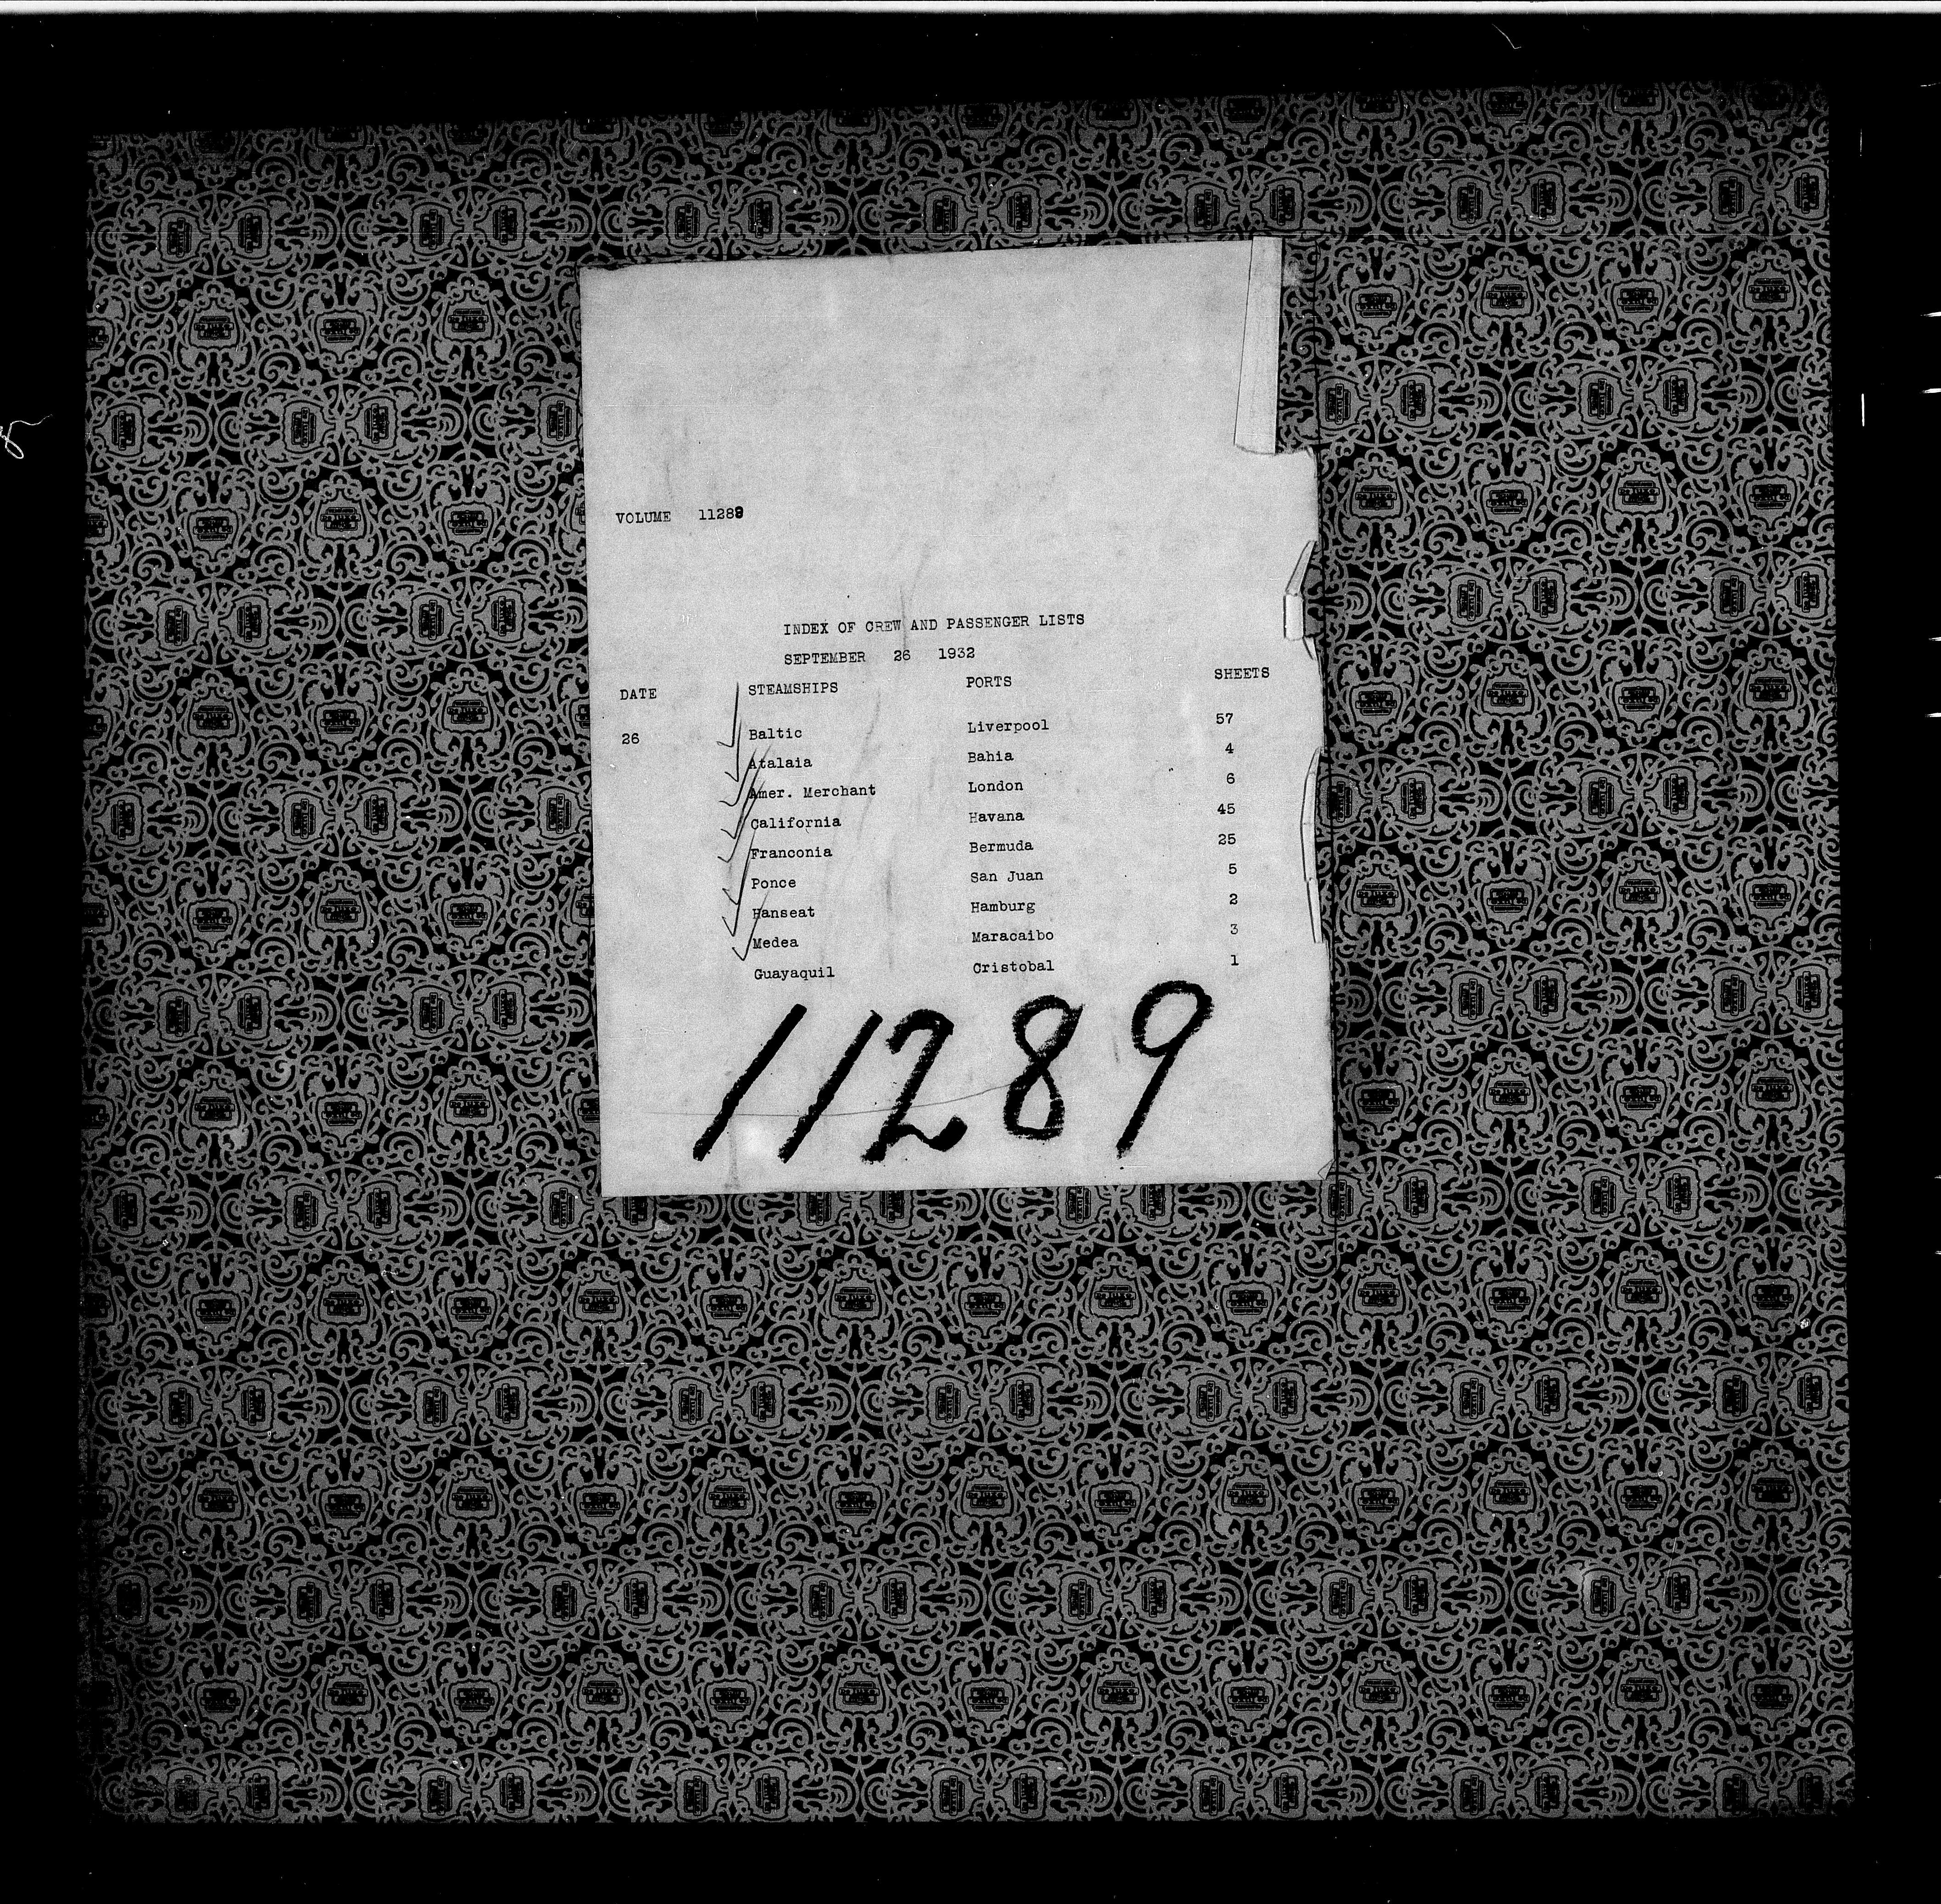 VOLUME 11289
INDEX OF CREW AND PASSENGER LISTS
SEPTEMBER 26 1932
DATE STEAMSHIPS PORTS SHEETS
26 Baltic Liverpool 57
Atalaia Bahia 4
Amer. Merchant London 6
California Havana 45
Franconia Bermuda 25
Ponce San Juan 5
Hanseat Hamburg 2
Medea Maracaibo 3
Guayaquil Cristobal 1
11289